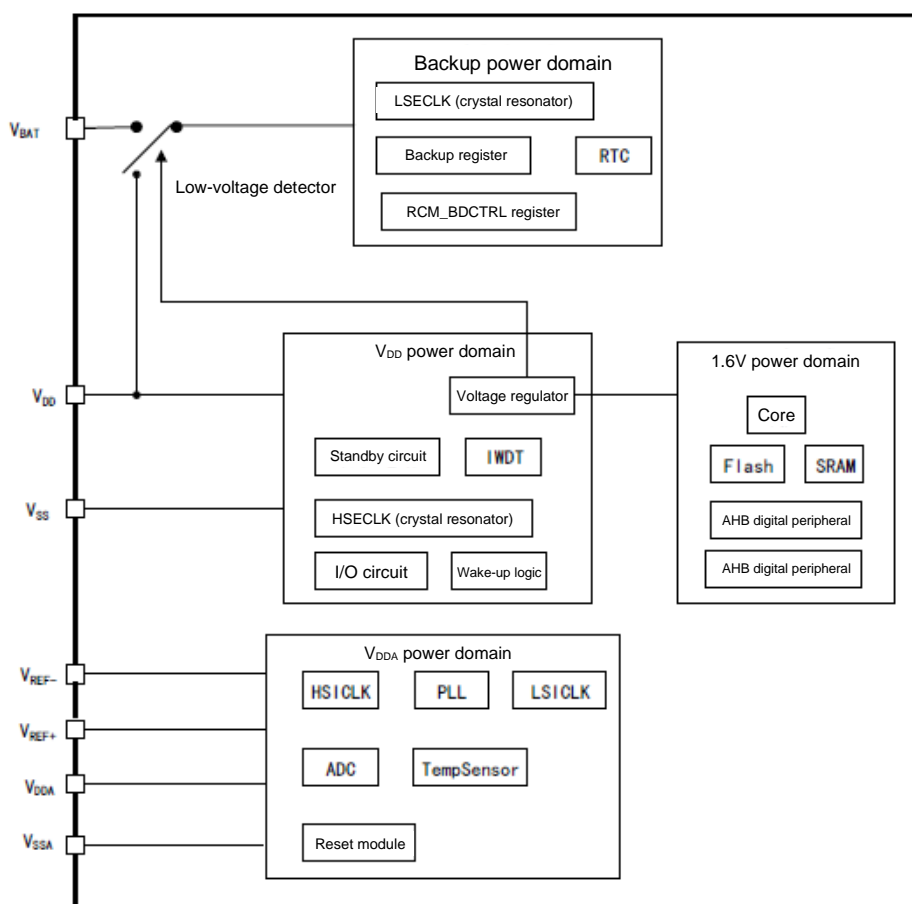 Backup power domain
LSECLK (crystal resonator)
VBAT
Backup register
RTC
Low-voltage detector
RCM_BDCTRL register
VDD power domain
1.6V power domain
VDD
Voltage regulator
Core
Standby circuit
IWDT
Flash
SRAM
VSS
HSECLK (crystal resonator)
AHB digital peripheral
I/O circuit
Wake-up logic
AHB digital peripheral
VDDA power domain
VREF-
HSICLK
PLL
LSICLK
VREF+
ADC
TempSensor
VDDA
VSSA
Reset module